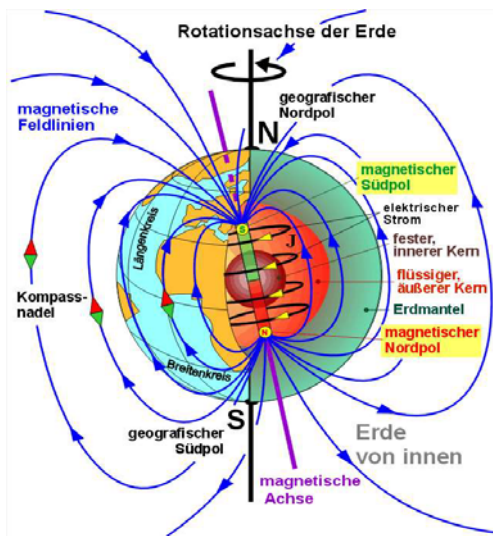 Rotationsachse der Erde
magnetische
Feldlinien
geografischer
Nordpol
N
magnetischer
Südpol
elektrischer
Strom
J
fester,
innerer Kern
flüssiger,
äußerer Kern
Erdmantel
magnetischer
Nordpol
S
N
Längenkreis
Kompass-
nadel
Breitenkreis
S
geografischer
Südpol
magnetische
Achse
Erde
von innen